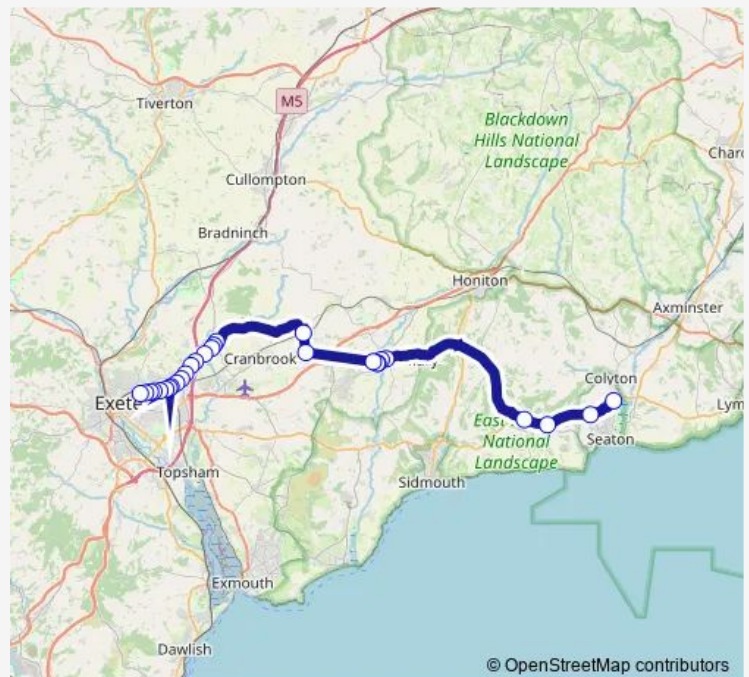 Tiverton
M5
Blackdown
Hills National
Landscape
Chard
Cullompton
Bradninch
Honiton
Axminster
Cranbrook
Colyton
Exete
Lym
East
National
Landscape
Seaton
Topsham
Sidmouth
Exmouth
Dawlish
© OpenStreetMap contributors